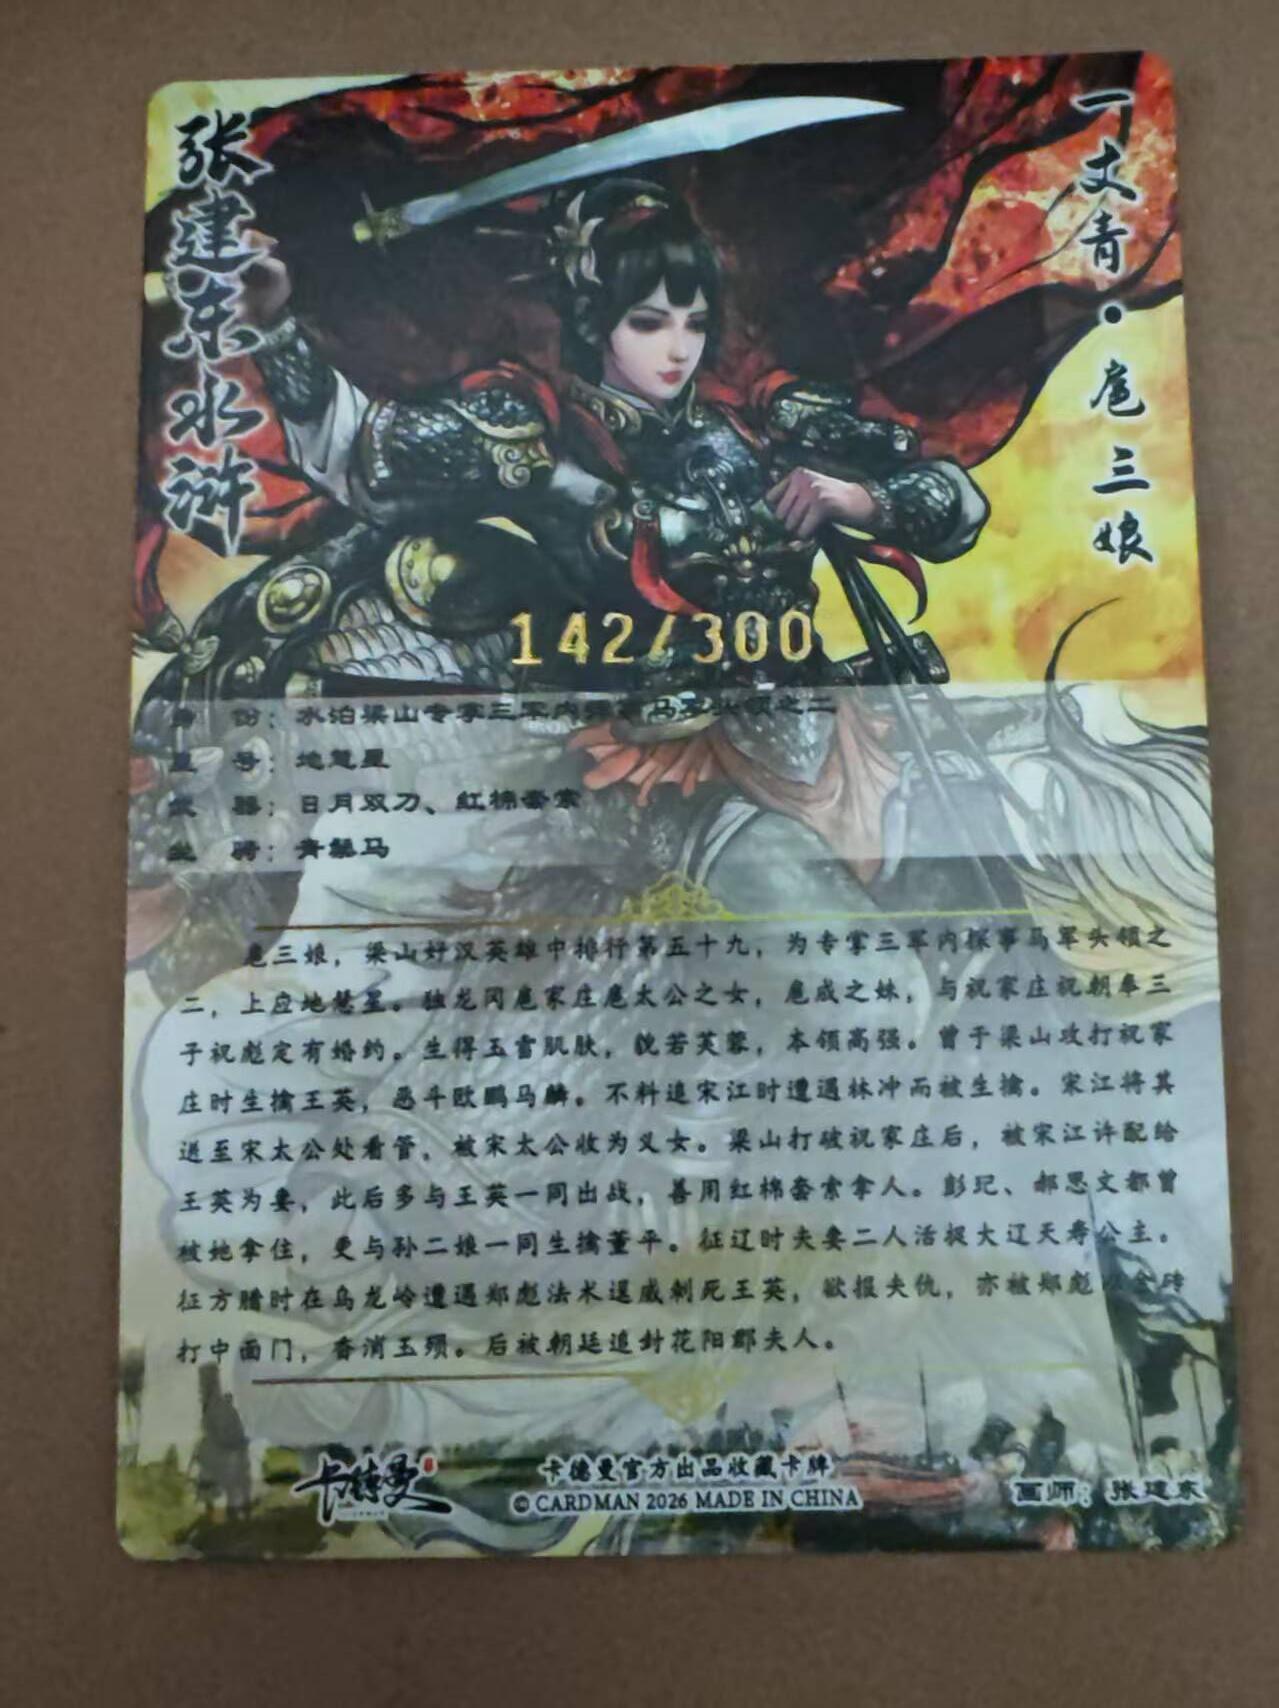 张建东水浒
一丈青·扈三娘
142/300
身 份：水泊梁山专掌三军内探事马军头领之二
星 号：地慧星
武 器：日月双刀、红棉套索
坐 骑：青鬃马
扈三娘，梁山好汉英雄中排行第五十九，为专掌三军内探事马军头领之
二，上应地慧星。独龙冈扈家庄扈太公之女，扈成之妹，与祝家庄祝朝奉三
子祝彪定有婚约。生得玉雪肌肤，貌若芙蓉，本领高强。曾于梁山攻打祝家
庄时生擒王英，恶斗欧鹏马麟。不料追宋江时遭遇林冲而被生擒。宋江将其
送至宋太公处看管，被宋太公收为义女。梁山打破祝家庄后，被宋江许配给
王英为妻，此后多与王英一同出战，善用红棉套索拿人。彭玘、郝思文都曾
被她拿住，更与孙二娘一同生擒董平。征辽时夫妻二人活捉大辽天寿公主。
征方腊时在乌龙岭遭遇郑彪法术逞威刺死王英，欲报夫仇，亦被郑彪以金砖
打中面门，香消玉殒。后被朝廷追封花阳郡夫人。
卡德曼
卡德曼官方出品收藏卡牌
© CARDMAN 2026 MADE IN CHINA
画师：张建东